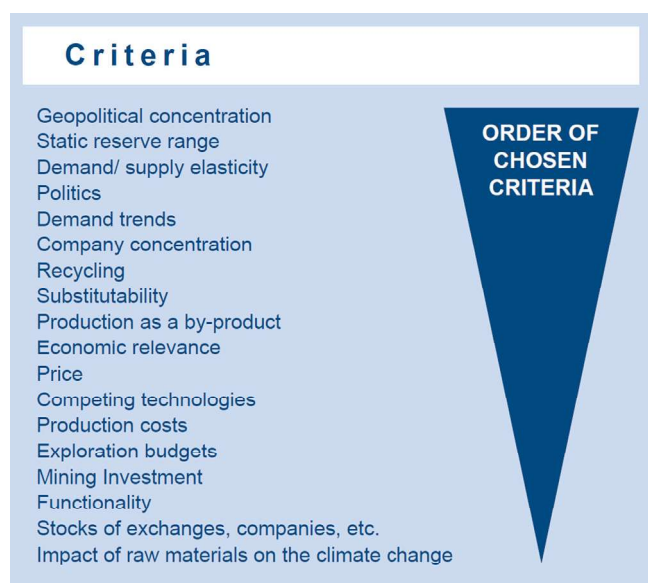 Criteria
Geopolitical concentration
Static reserve range
Demand/ supply elasticity
Politics
Demand trends
Company concentration
Recycling
Substitutability
Production as a by-product
Economic relevance
Price
Competing technologies
Production costs
Exploration budgets
Mining Investment
Functionality
Stocks of exchanges, companies, etc.
Impact of raw materials on the climate change
ORDER OF
CHOSEN
CRITERIA